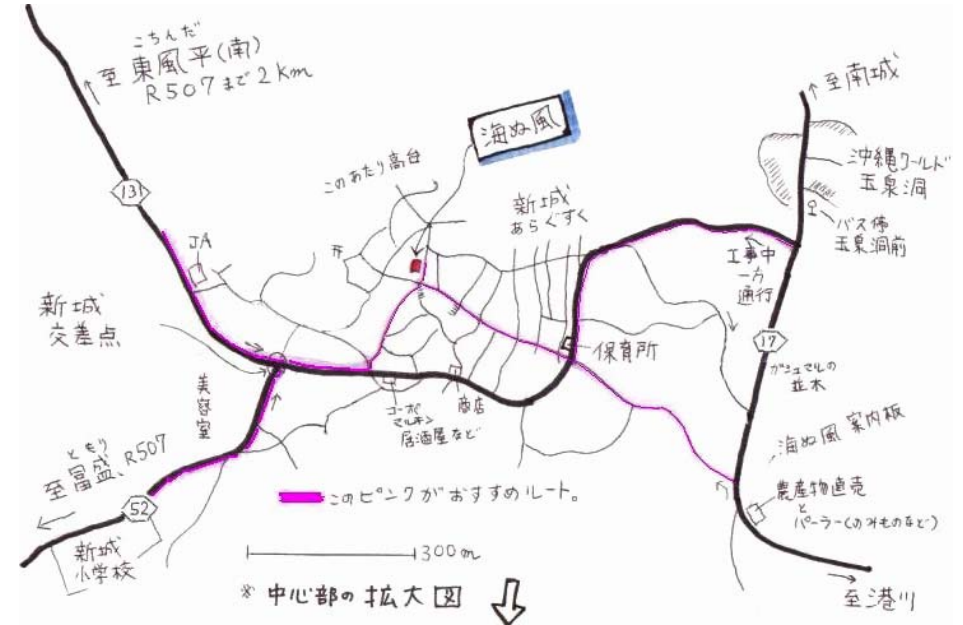 こちんだ
至 東風平(南)
R507まで2Km
131
JA
新城
交差点
美容室
ともり
至富盛、R507
52
新城
小学校
このあたり高台
海ぬ風
新城
あらぐすく
保育所
商店
コーポ
マルキン
居酒屋など
このピンクがおすすめルート。
300m
※ 中心部の拡大図
至南城
沖縄ワールド
玉泉洞
バス停
玉泉洞前
工事中
一方
通行
17
ガジュマルの
並木
海ぬ風案内板
農産物直売
と
パーラー(のみものなど)
至港川